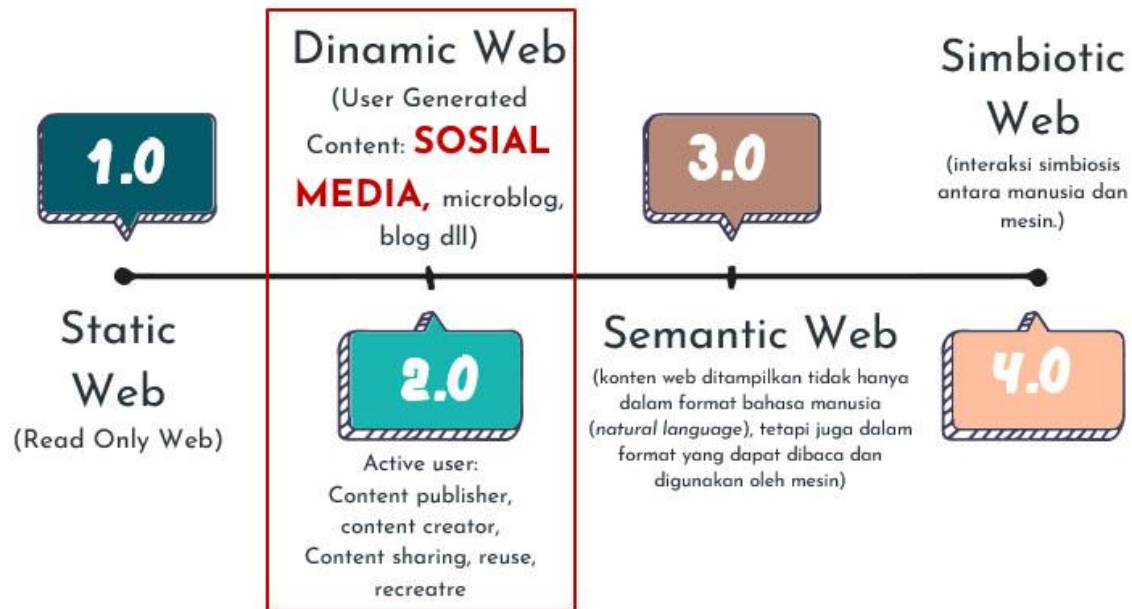 1.0
Static
Web
(Read Only Web)
Dinamic Web
(User Generated
Content: SOSIAL
MEDIA, microblog,
blog dll)
2.0
Active user:
Content publisher,
content creator,
Content sharing, reuse,
recreatre
3.0
Semantic Web
(konten web ditampilkan tidak hanya
dalam format bahasa manusia
(natural language), tetapi juga dalam
format yang dapat dibaca dan
digunakan oleh mesin)
Simbiotic
Web
(interaksi simbiosis
antara manusia dan
mesin.)
4.0